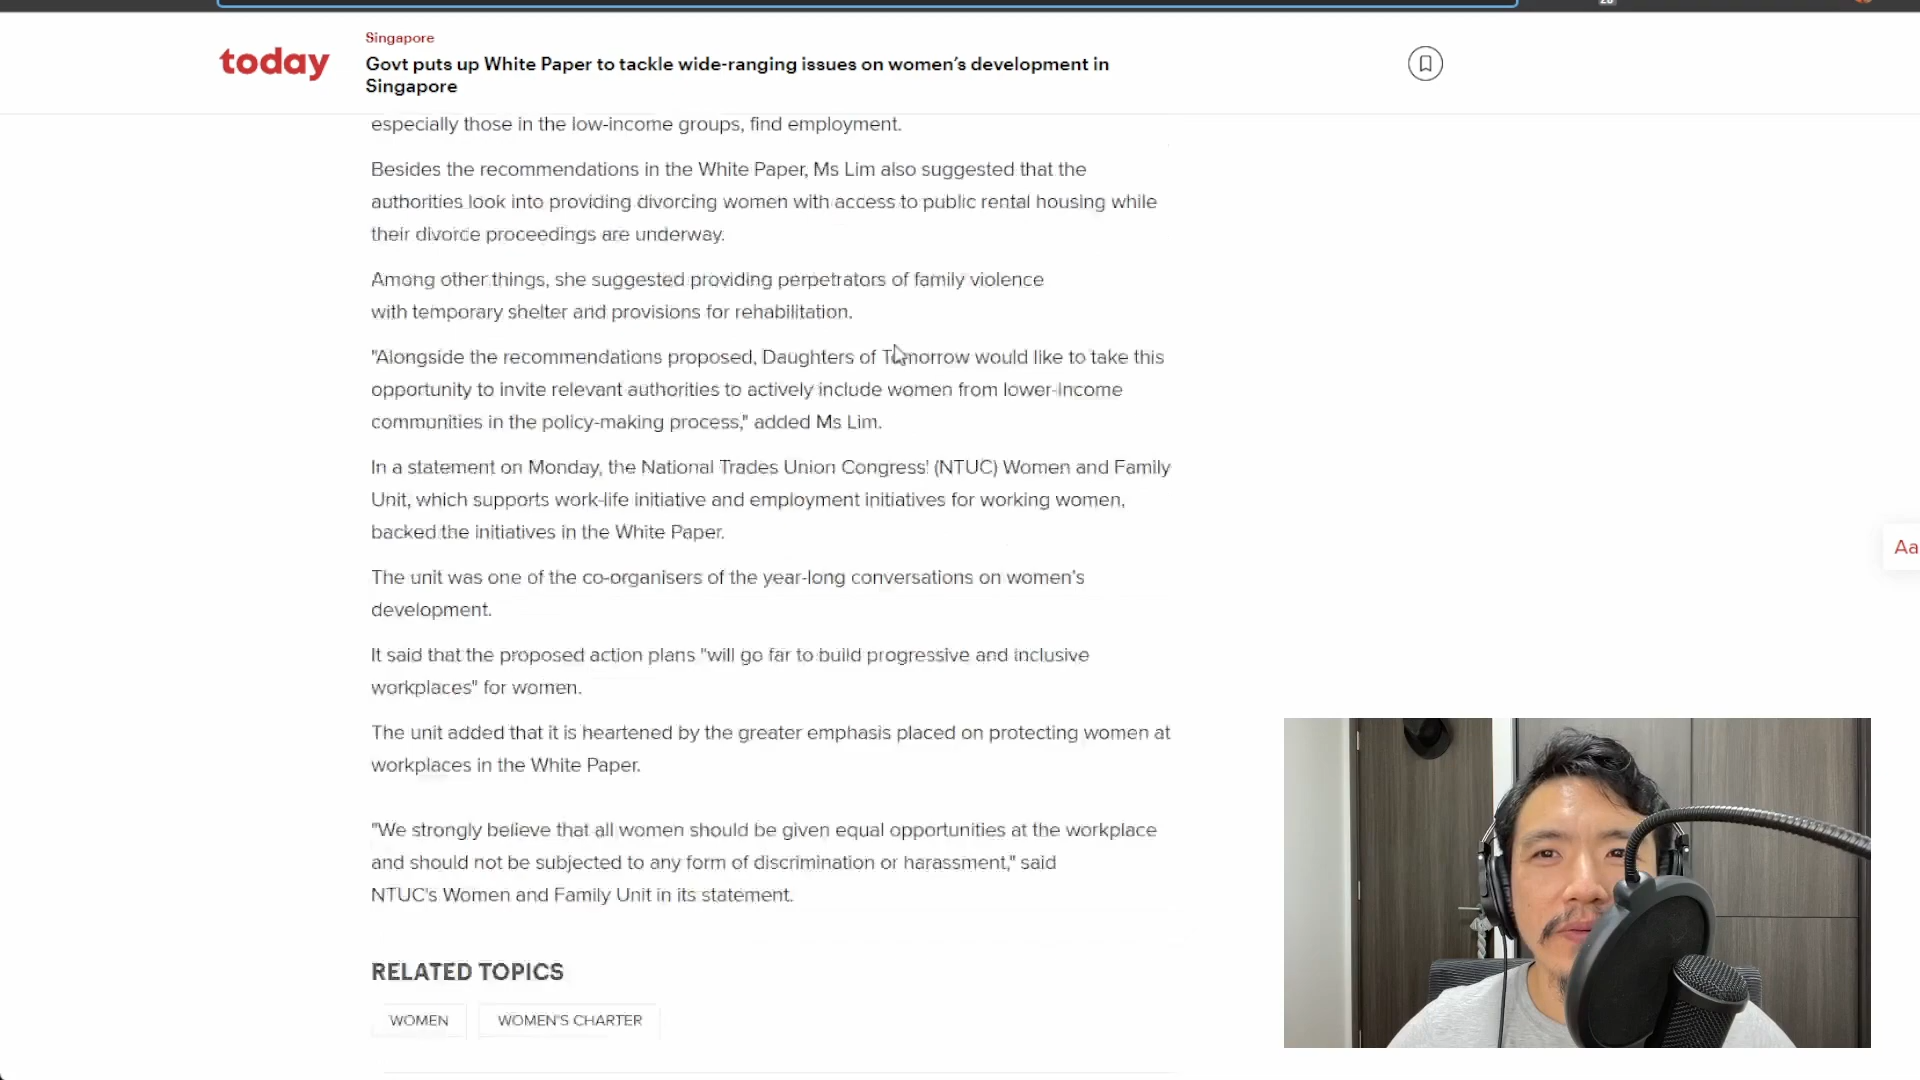 today
Singapore
Govt puts up White Paper to tackle wide-ranging issues on women's development in
Singapore
especially those in the low-income groups, find employment.
Besides the recommendations in the White Paper, Ms Lim also suggested that the
authorities look into providing divorcing women with access to public rental housing while
their divorce proceedings are underway.
Among other things, she suggested providing perpetrators of family violence
with temporary shelter and provisions for rehabilitation.
"Alongside the recommendations proposed, Daughters of Tomorrow would like to take this
opportunity to invite relevant authorities to actively include women from lower-income
communities in the policy-making process," added Ms Lim.
In a statement on Monday, the National Trades Union Congress' (NTUC) Women and Family
Unit, which supports work-life initiative and employment initiatives for working women,
backed the initiatives in the White Paper.
The unit was one of the co-organisers of the year-long conversations on women's
development.
It said that the proposed action plans "will go far to build progressive and inclusive
workplaces" for women.
The unit added that it is heartened by the greater emphasis placed on protecting women at
workplaces in the White Paper.
"We strongly believe that all women should be given equal opportunities at the workplace
and should not be subjected to any form of discrimination or harassment," said
NTUC's Women and Family Unit in its statement.
RELATED TOPICS
WOMEN
WOMEN'S CHARTER
Aa